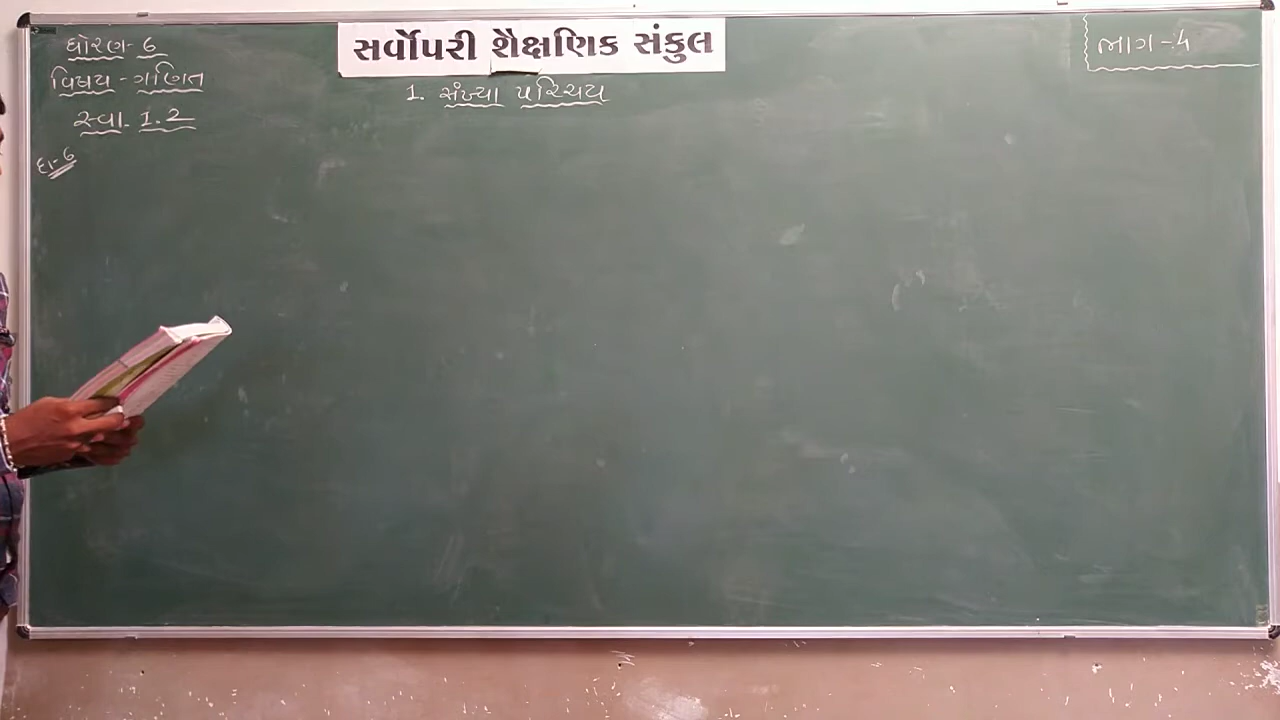 સર્વોપરી શૈક્ષણિક સંકુલ
ધોરણ - 6
વિષય - ગણિત
સ્વા. 1.2
દા-6
1. સંખ્યા પરિચય
ભાગ - 4